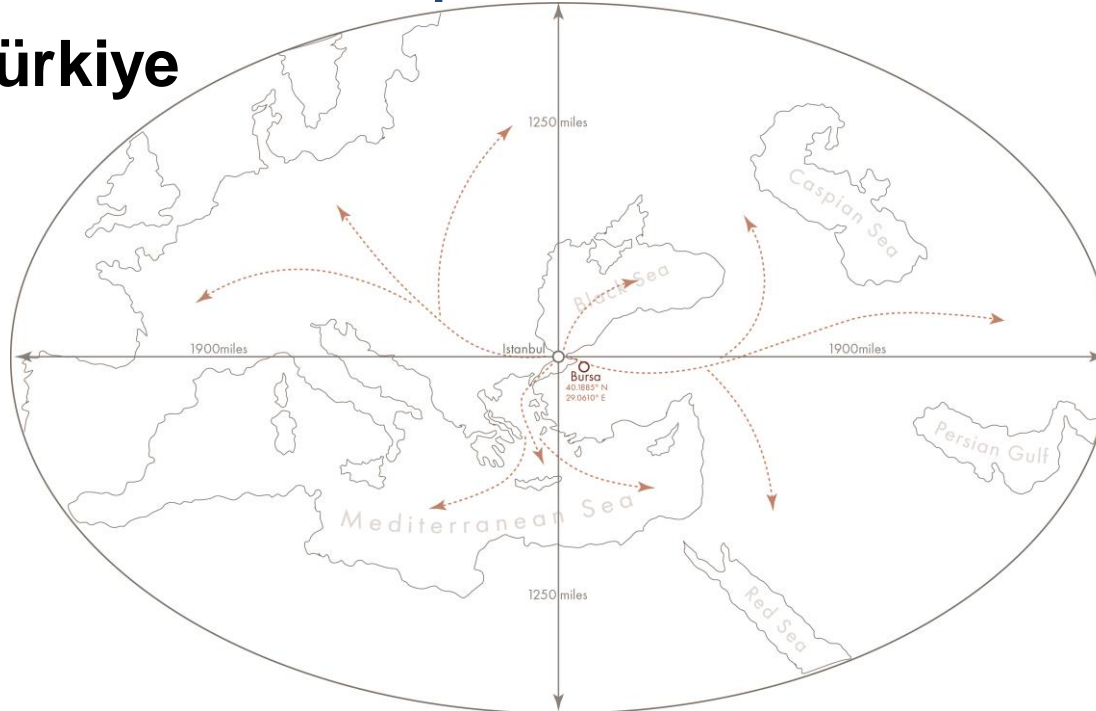 ürkiye
1250 miles
Caspian Sea
Black Sea
1900miles
Istanbul
1900miles
Bursa
40.1885° N
29.0610° E
Persian Gulf
Mediterranean Sea
1250 miles
Red Sea